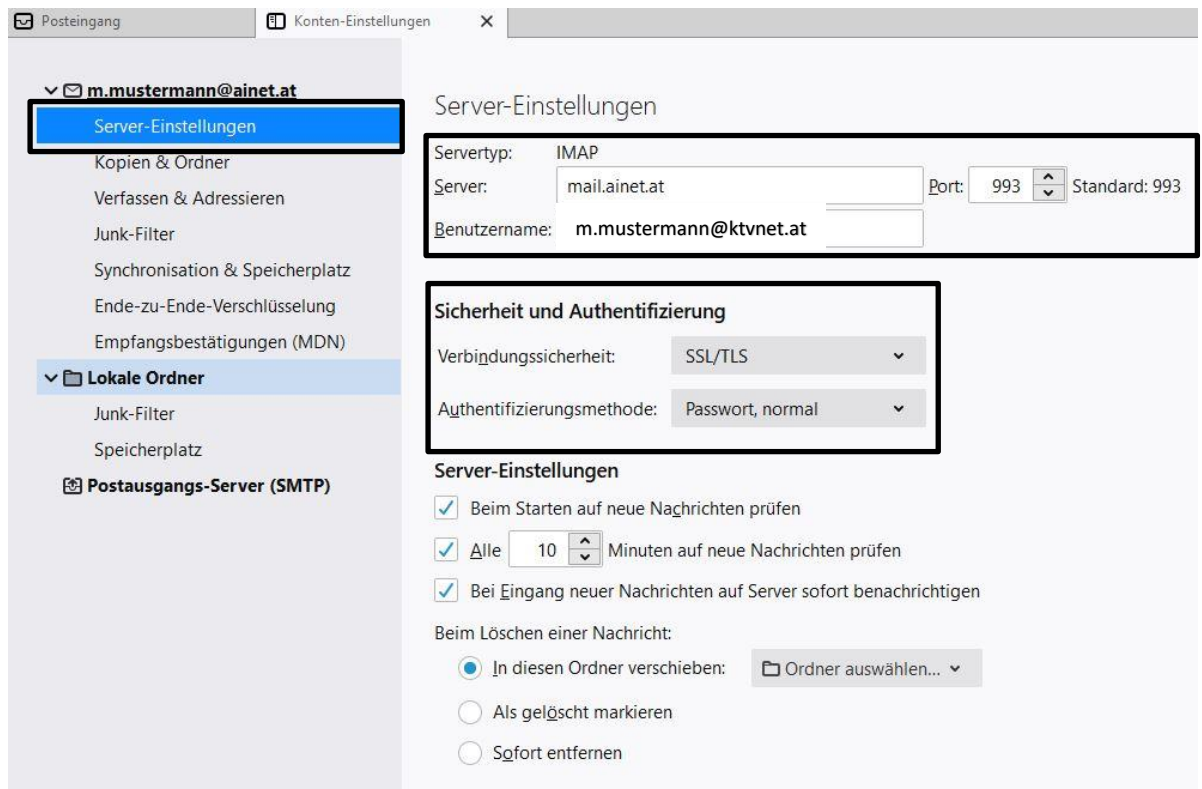 Posteingang
Konten-Einstellungen
m.mustermann@ainet.at
Server-Einstellungen
Kopien & Ordner
Verfassen & Adressieren
Junk-Filter
Synchronisation & Speicherplatz
Ende-zu-Ende-Verschlüsselung
Empfangsbestätigungen (MDN)
Lokale Ordner
Junk-Filter
Speicherplatz
Postausgangs-Server (SMTP)
Server-Einstellungen
Servertyp: IMAP
Server: mail.ainet.at Port: 993 Standard: 993
Benutzername: m.mustermann@ktvnet.at
Sicherheit und Authentifizierung
Verbindungssicherheit: SSL/TLS
Authentifizierungsmethode: Passwort, normal
Server-Einstellungen
Beim Starten auf neue Nachrichten prüfen
Alle 10 Minuten auf neue Nachrichten prüfen
Bei Eingang neuer Nachrichten auf Server sofort benachrichtigen
Beim Löschen einer Nachricht:
In diesen Ordner verschieben: Ordner auswählen...
Als gelöscht markieren
Sofort entfernen